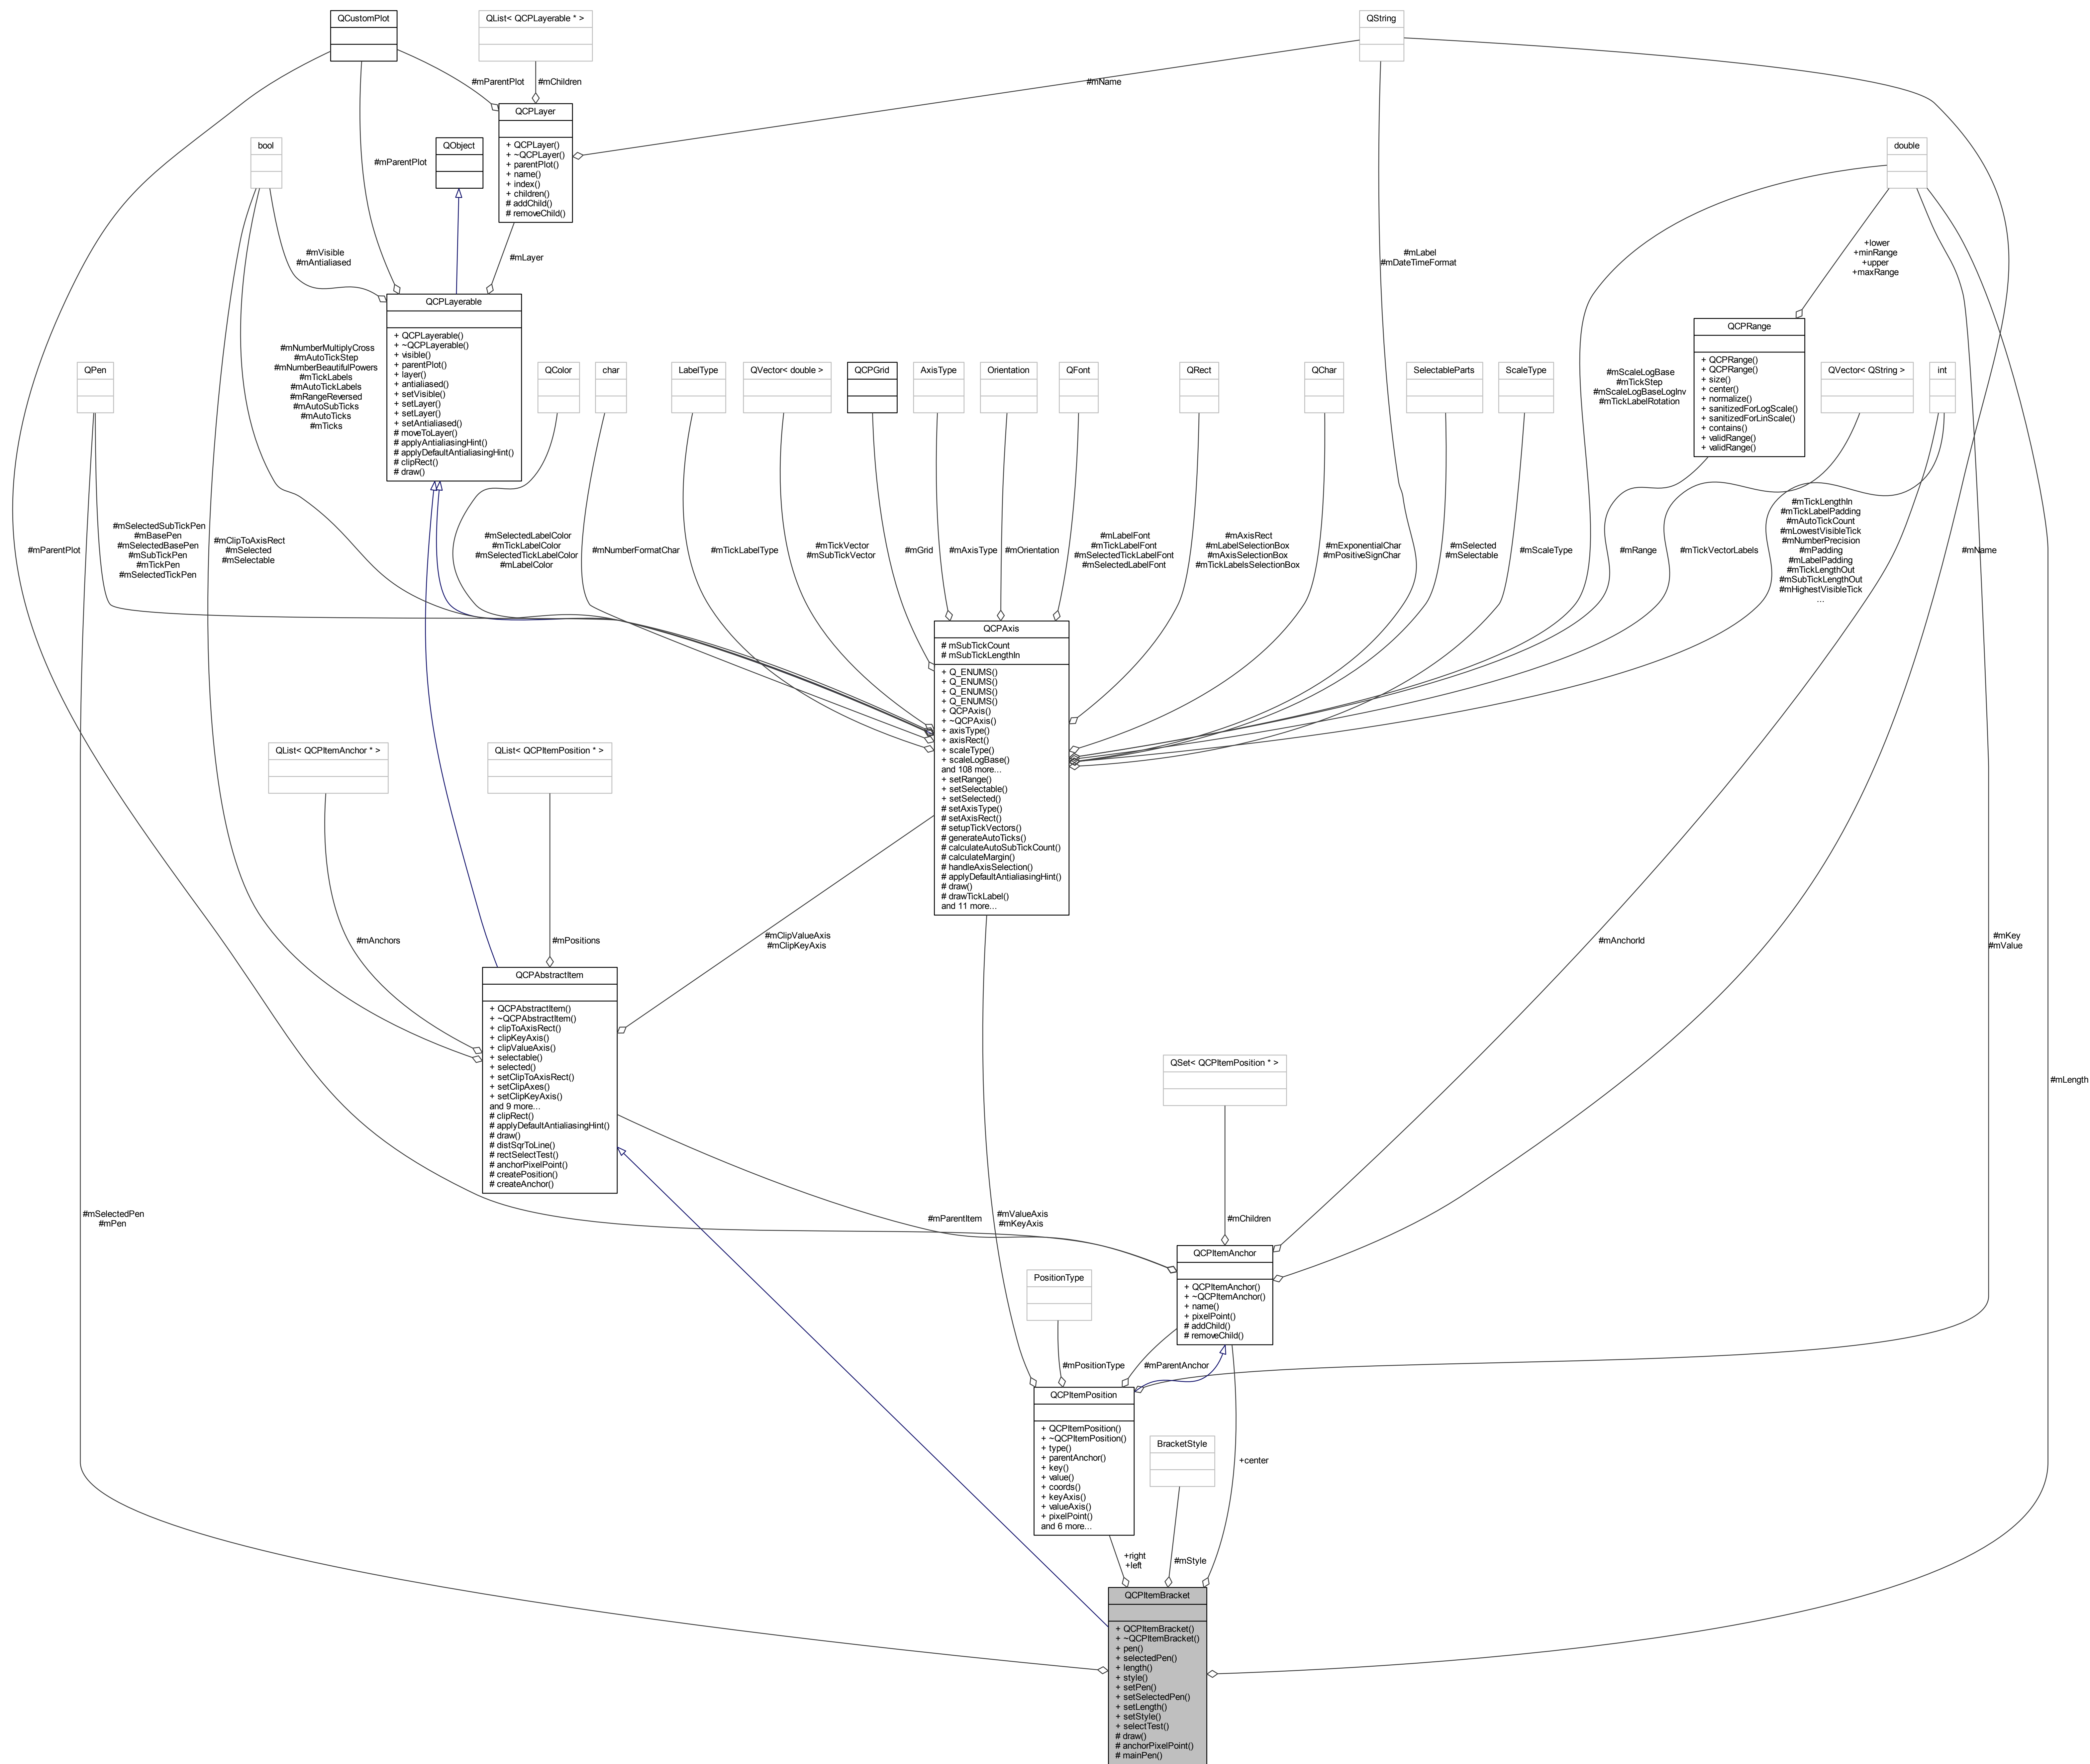 QCustomPlot
QList< QCPLayerable * >
QString
#mParentPlot
#mChildren
#mName
QCPLayer
+ QCPLayer()
+ ~QCPLayer()
+ parentPlot()
+ name()
+ index()
+ children()
# addChild()
# removeChild()
bool
QObject
double
#mParentPlot
#mVisible
#mAntialiased
#mLayer
#mLabel
#mDateTimeFormat
+lower
+minRange
+upper
+maxRange
QCPLayerable
+ QCPLayerable()
+ ~QCPLayerable()
+ visible()
+ parentPlot()
+ layer()
+ antialiased()
+ setVisible()
+ setLayer()
+ setLayer()
+ setAntialiased()
# moveToLayer()
# applyAntialiasingHint()
# applyDefaultAntialiasingHint()
# clipRect()
# draw()
QCPRange
+ QCPRange()
+ QCPRange()
+ size()
+ center()
+ normalize()
+ sanitizedForLogScale()
+ sanitizedForLinScale()
+ contains()
+ validRange()
+ validRange()
#mNumberMultiplyCross
#mAutoTickStep
#mNumberBeautifulPowers
#mTickLabels
#mAutoTickLabels
#mRangeReversed
#mAutoSubTicks
#mAutoTicks
#mTicks
#mScaleLogBase
#mTickStep
#mScaleLogBaseLogInv
#mTickLabelRotation
QPen
QColor
char
LabelType
QVector< double >
QCPGrid
AxisType
Orientation
QFont
QRect
QChar
SelectableParts
ScaleType
QVector< QString >
int
#mParentPlot
#mSelectedSubTickPen
#mBasePen
#mSelectedBasePen
#mSubTickPen
#mTickPen
#mSelectedTickPen
#mClipToAxisRect
#mSelected
#mSelectable
#mSelectedLabelColor
#mTickLabelColor
#mSelectedTickLabelColor
#mLabelColor
#mNumberFormatChar
#mTickLabelType
#mTickVector
#mSubTickVector
#mGrid
#mAxisType
#mOrientation
#mLabelFont
#mTickLabelFont
#mSelectedTickLabelFont
#mSelectedLabelFont
#mAxisRect
#mLabelSelectionBox
#mAxisSelectionBox
#mTickLabelsSelectionBox
#mExponentialChar
#mPositiveSignChar
#mSelected
#mSelectable
#mScaleType
#mRange
#mTickVectorLabels
#mTickLengthIn
#mTickLabelPadding
#mAutoTickCount
#mLowestVisibleTick
#mNumberPrecision
#mPadding
#mLabelPadding
#mTickLengthOut
#mSubTickLengthOut
#mHighestVisibleTick
...
#mName
QCPAxis
# mSubTickCount
# mSubTickLengthIn
+ Q_ENUMS()
+ Q_ENUMS()
+ Q_ENUMS()
+ Q_ENUMS()
+ QCPAxis()
+ ~QCPAxis()
+ axisType()
+ axisRect()
+ scaleType()
+ scaleLogBase()
and 108 more...
+ setRange()
+ setSelectable()
+ setSelected()
# setAxisType()
# setAxisRect()
# setupTickVectors()
# generateAutoTicks()
# calculateAutoSubTickCount()
# calculateMargin()
# handleAxisSelection()
# applyDefaultAntialiasingHint()
# draw()
# drawTickLabel()
and 11 more...
QList< QCPItemAnchor * >
QList< QCPItemPosition * >
#mAnchors
#mPositions
#mClipValueAxis
#mClipKeyAxis
#mAnchorId
#mKey
#mValue
QCPAbstractItem
+ QCPAbstractItem()
+ ~QCPAbstractItem()
+ clipToAxisRect()
+ clipKeyAxis()
+ clipValueAxis()
+ selectable()
+ selected()
+ setClipToAxisRect()
+ setClipAxes()
+ setClipKeyAxis()
and 9 more...
# clipRect()
# applyDefaultAntialiasingHint()
# draw()
# distSqrToLine()
# rectSelectTest()
# anchorPixelPoint()
# createPosition()
# createAnchor()
QSet< QCPItemPosition * >
#mLength
#mSelectedPen
#mPen
#mParentItem
#mValueAxis
#mKeyAxis
#mChildren
QCPItemAnchor
+ QCPItemAnchor()
+ ~QCPItemAnchor()
+ name()
+ pixelPoint()
# addChild()
# removeChild()
PositionType
#mPositionType
#mParentAnchor
QCPItemPosition
+ QCPItemPosition()
+ ~QCPItemPosition()
+ type()
+ parentAnchor()
+ key()
+ value()
+ coords()
+ keyAxis()
+ valueAxis()
+ pixelPoint()
and 6 more...
BracketStyle
+center
+right
+left
#mStyle
QCPItemBracket
+ QCPItemBracket()
+ ~QCPItemBracket()
+ pen()
+ selectedPen()
+ length()
+ style()
+ setPen()
+ setSelectedPen()
+ setLength()
+ setStyle()
+ selectTest()
# draw()
# anchorPixelPoint()
# mainPen()